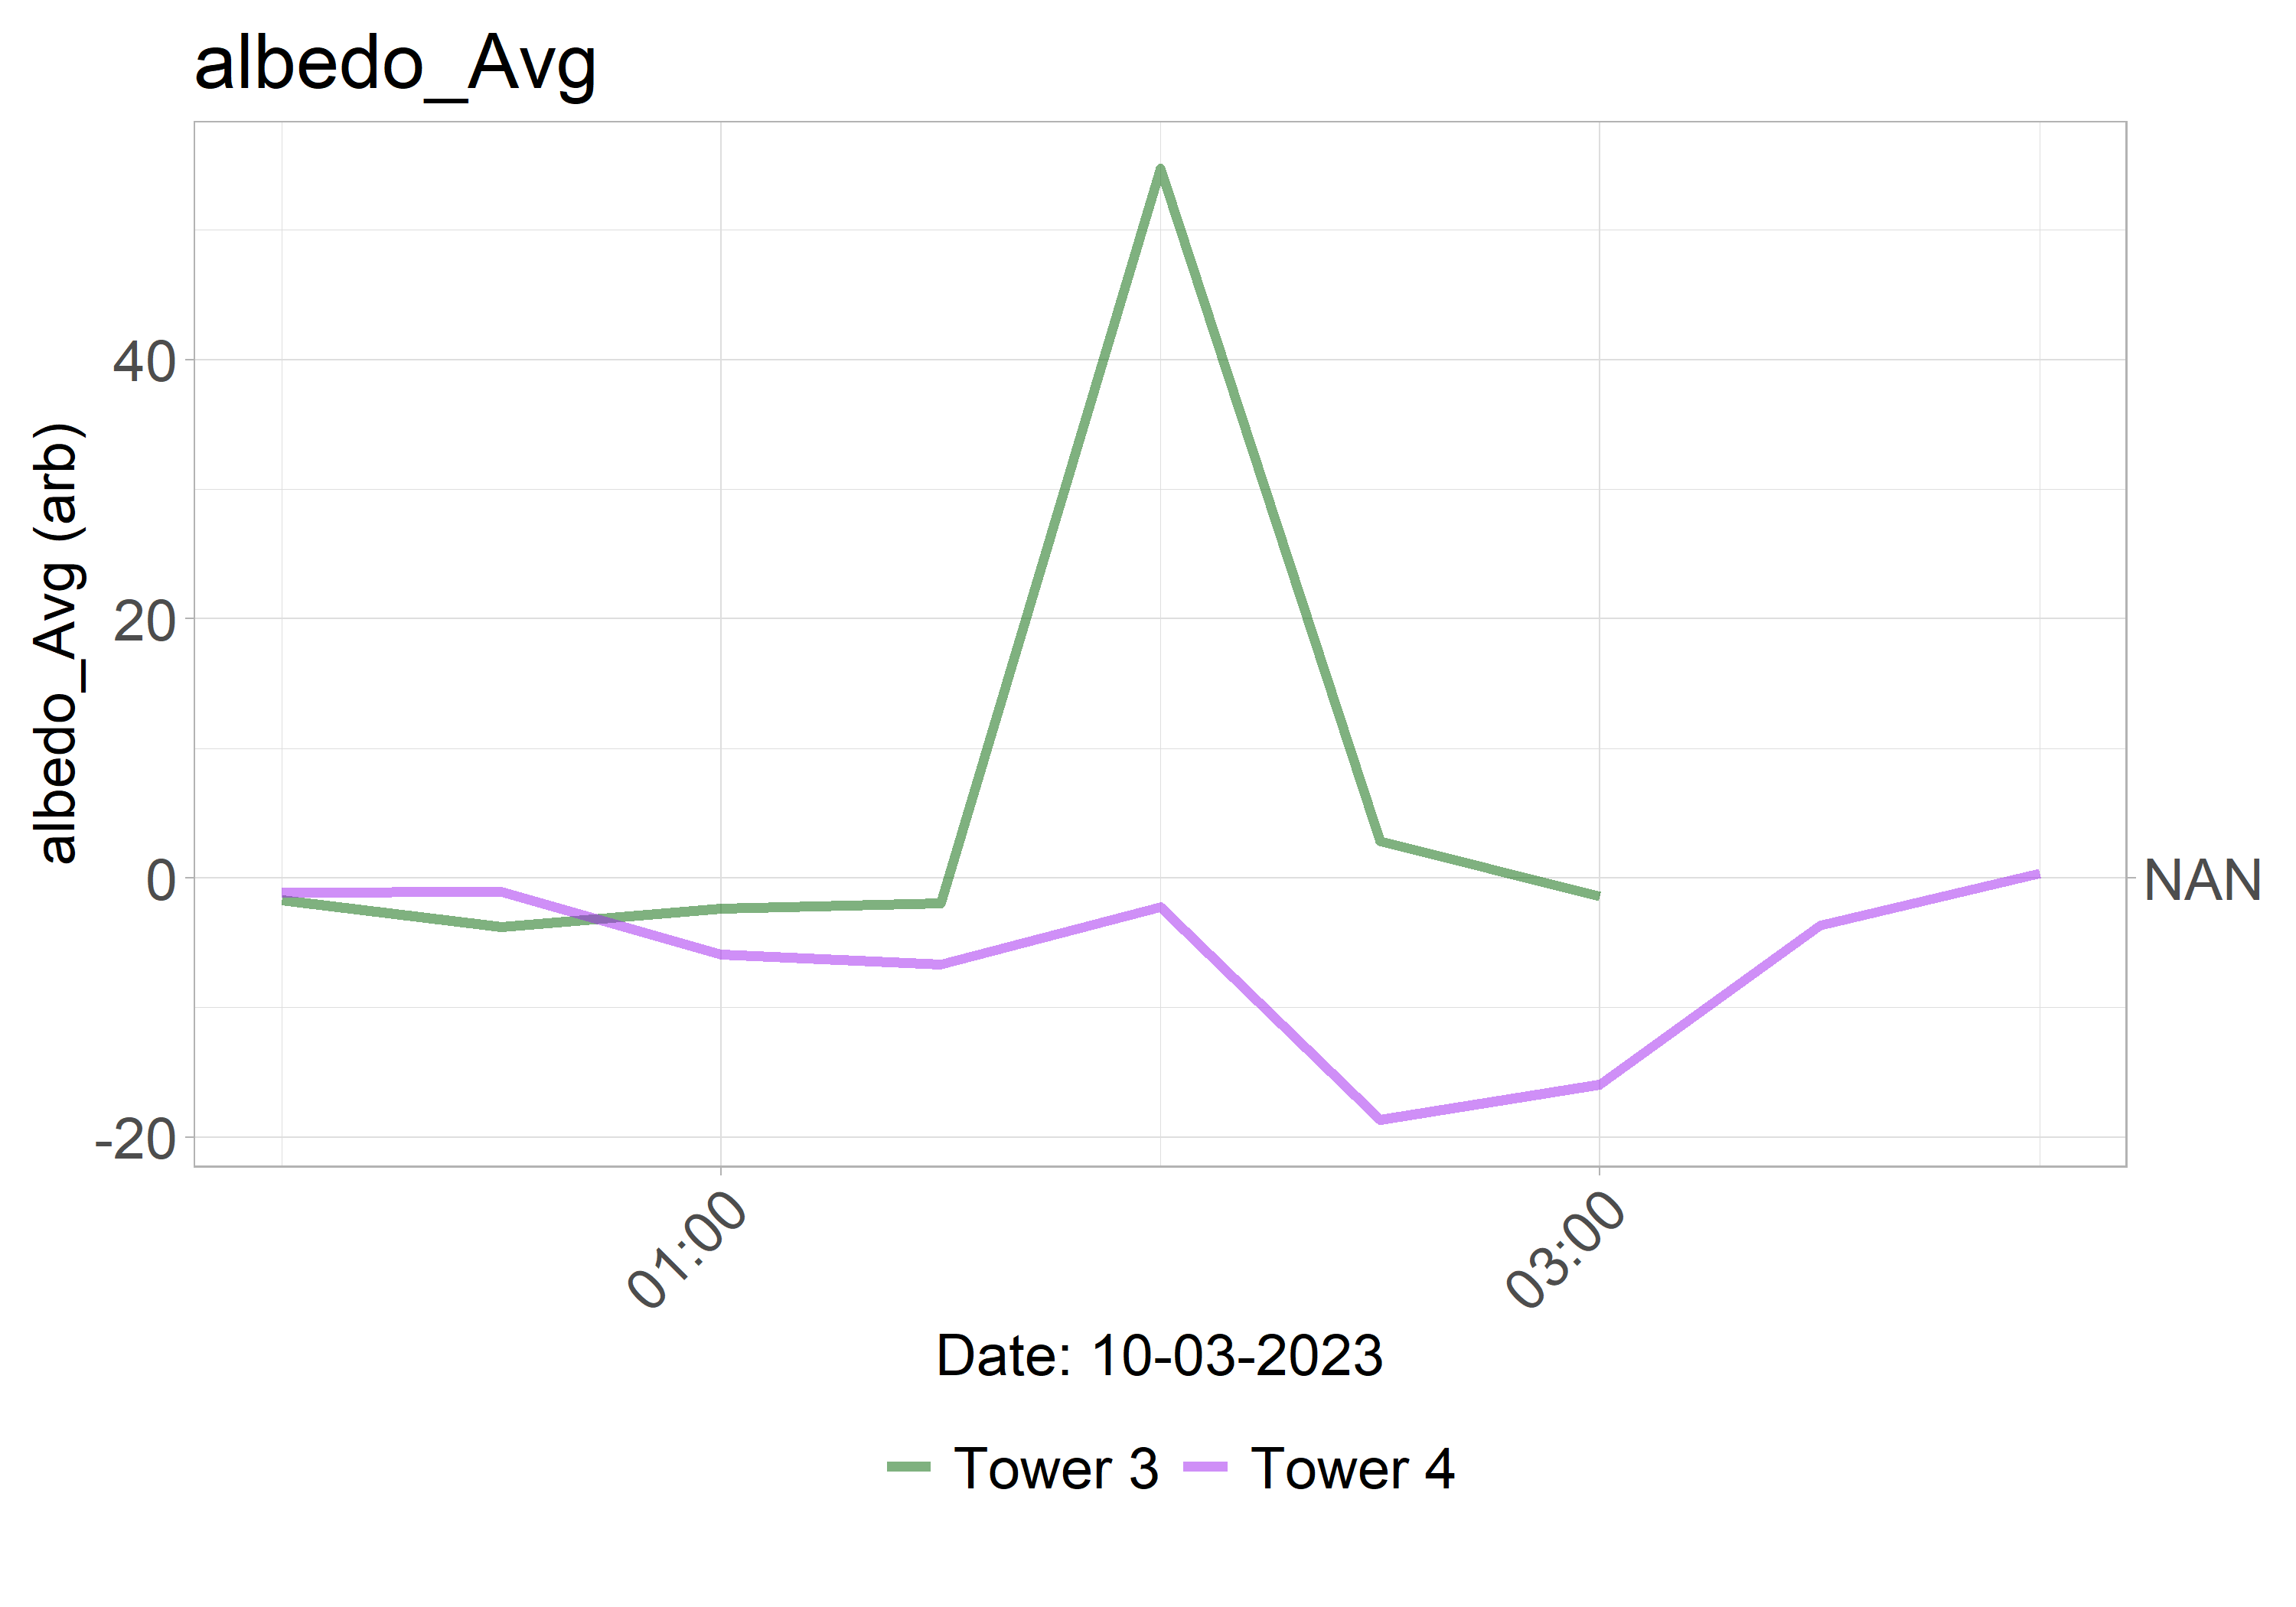 albedo_Avg
albedo_Avg (arb)
40
20
0
-20
NAN
01:00
03:00
Date: 10-03-2023
Tower 3
Tower 4